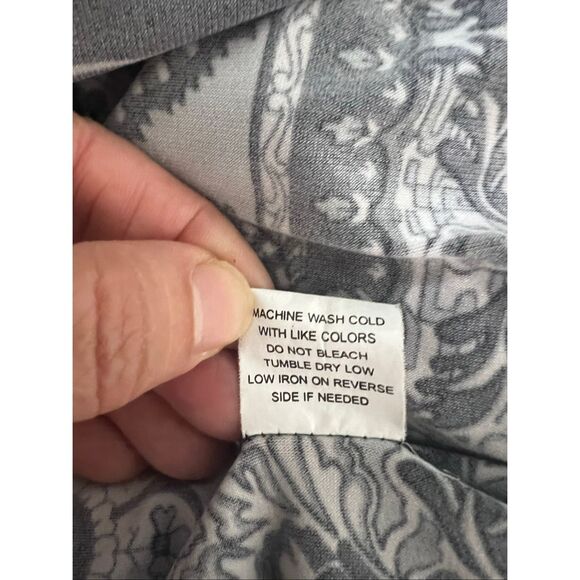 MACHINE WASH COLD
WITH LIKE COLORS
DO NOT BLEACH
TUMBLE DRY LOW
LOW IRON ON REVERSE
SIDE IF NEEDED